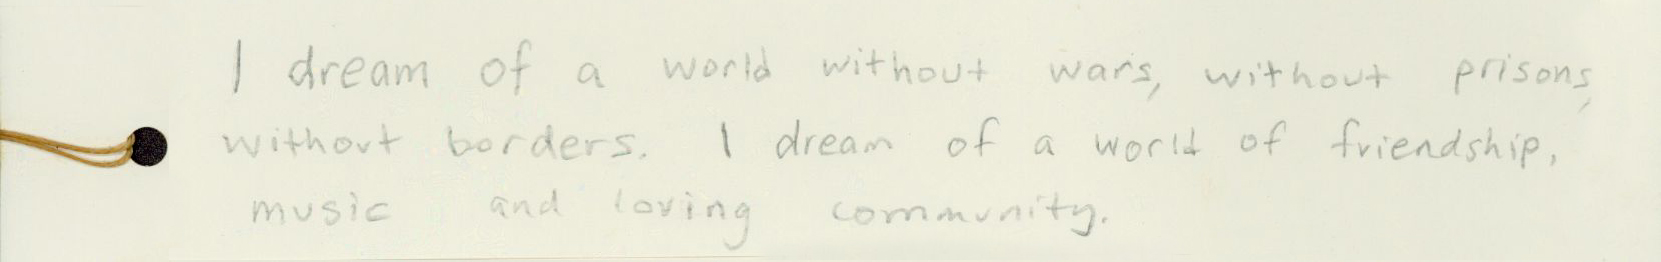 I dream of a world without wars, without prisons,
without borders. I dream of a world of friendship,
music and loving community.